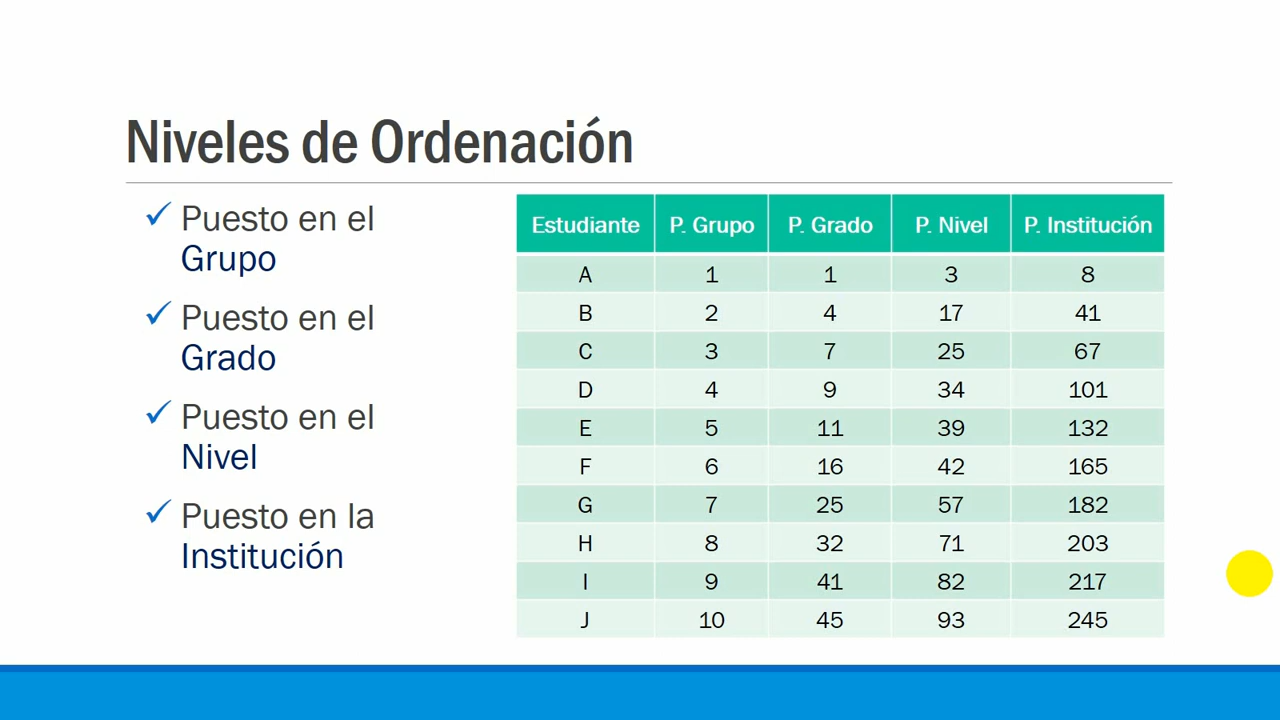 Niveles de Ordenación
Puesto en el
Grupo
Puesto en el
Grado
Puesto en el
Nivel
Puesto en la
Institución
Estudiante P. Grupo P. Grado P. Nivel P. Institución
A 1 1 3 8
B 2 4 17 41
C 3 7 25 67
D 4 9 34 101
E 5 11 39 132
F 6 16 42 165
G 7 25 57 182
H 8 32 71 203
I 9 41 82 217
J 10 45 93 245